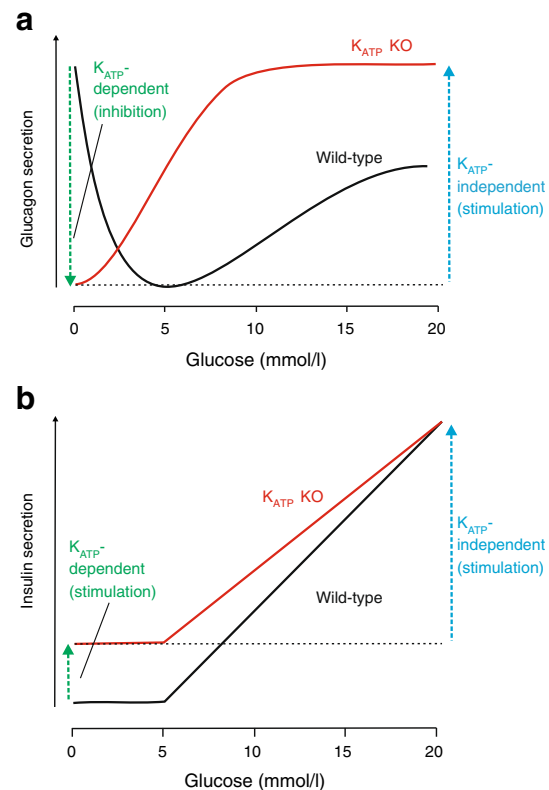 a
K_ATP KO
K_ATP-
dependent
(inhibition)
Wild-type
K_ATP-
independent
(stimulation)
Glucagon secretion
0 5 10 15 20
Glucose (mmol/l)
b
K_ATP KO
K_ATP-
independent
(stimulation)
K_ATP-
dependent
(stimulation)
Wild-type
Insulin secretion
0 5 10 15 20
Glucose (mmol/l)